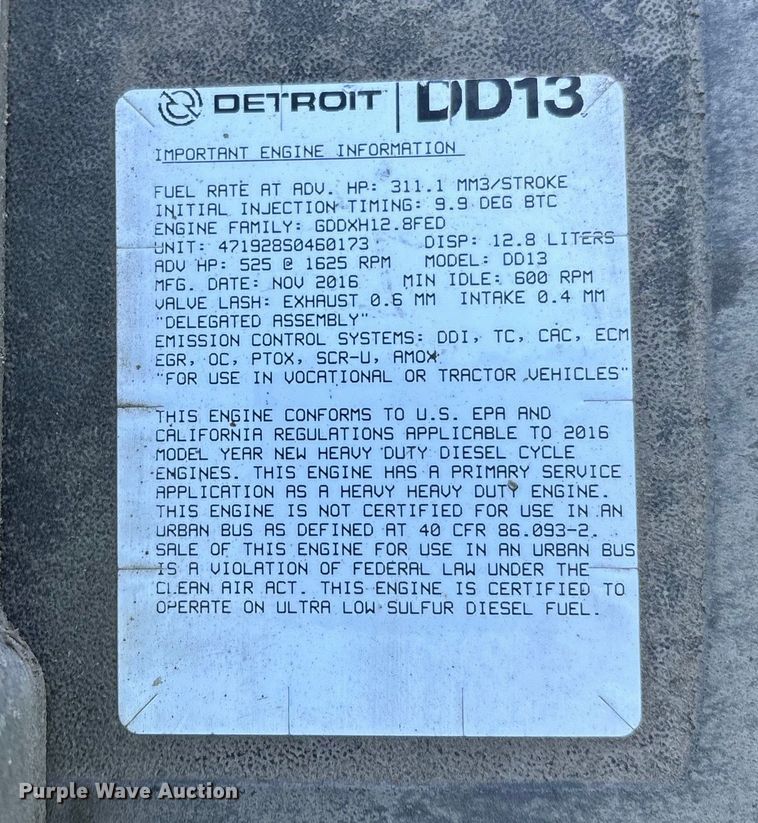 DETROIT DD13
IMPORTANT ENGINE INFORMATION
FUEL RATE AT ADV. HP: 311.1 MM3/STROKE
INITIAL INJECTION TIMING: 9.9 DEG BTC
ENGINE FAMILY: GDDXH12.8FED
UNIT: 471928S0460173 DISP: 12.8 LITERS
ADV HP: 525 @ 1625 RPM MODEL: DD13
MFG. DATE: NOV 2016 MIN IDLE: 600 RPM
VALVE LASH: EXHAUST 0.6 MM INTAKE 0.4 MM
"DELEGATED ASSEMBLY"
EMISSION CONTROL SYSTEMS: DDI, TC, CAC, ECM
EGR, OC, PTOX, SCR-U, AMOX
"FOR USE IN VOCATIONAL OR TRACTOR VEHICLES"
THIS ENGINE CONFORMS TO U.S. EPA AND
CALIFORNIA REGULATIONS APPLICABLE TO 2016
MODEL YEAR NEW HEAVY DUTY DIESEL CYCLE
ENGINES. THIS ENGINE HAS A PRIMARY SERVICE
APPLICATION AS A HEAVY HEAVY DUTY ENGINE.
THIS ENGINE IS NOT CERTIFIED FOR USE IN AN
URBAN BUS AS DEFINED AT 40 CFR 86.093-2.
SALE OF THIS ENGINE FOR USE IN AN URBAN BUS
IS A VIOLATION OF FEDERAL LAW UNDER THE
CLEAN AIR ACT. THIS ENGINE IS CERTIFIED TO
OPERATE ON ULTRA LOW SULFUR DIESEL FUEL.
Purple Wave Auction